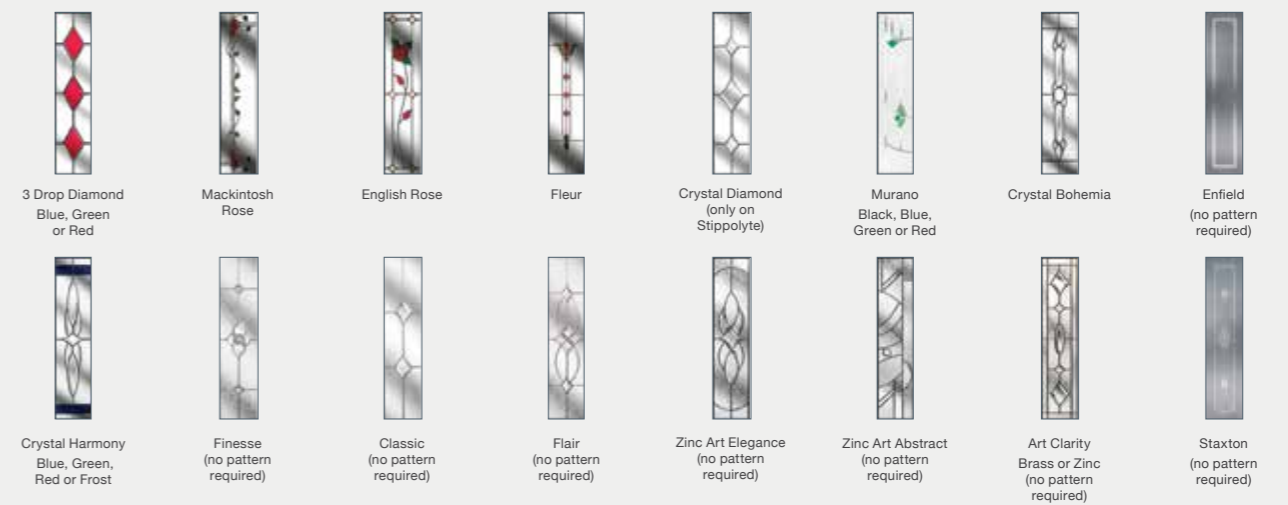 3 Drop Diamond
Blue, Green
or Red
Mackintosh
Rose
English Rose
Fleur
Crystal Diamond
(only on
Stippolyte)
Murano
Black, Blue,
Green or Red
Crystal Bohemia
Enfield
(no pattern
required)
Crystal Harmony
Blue, Green,
Red or Frost
Finesse
(no pattern
required)
Classic
(no pattern
required)
Flair
(no pattern
required)
Zinc Art Elegance
(no pattern
required)
Zinc Art Abstract
(no pattern
required)
Art Clarity
Brass or Zinc
(no pattern
required)
Staxton
(no pattern
required)